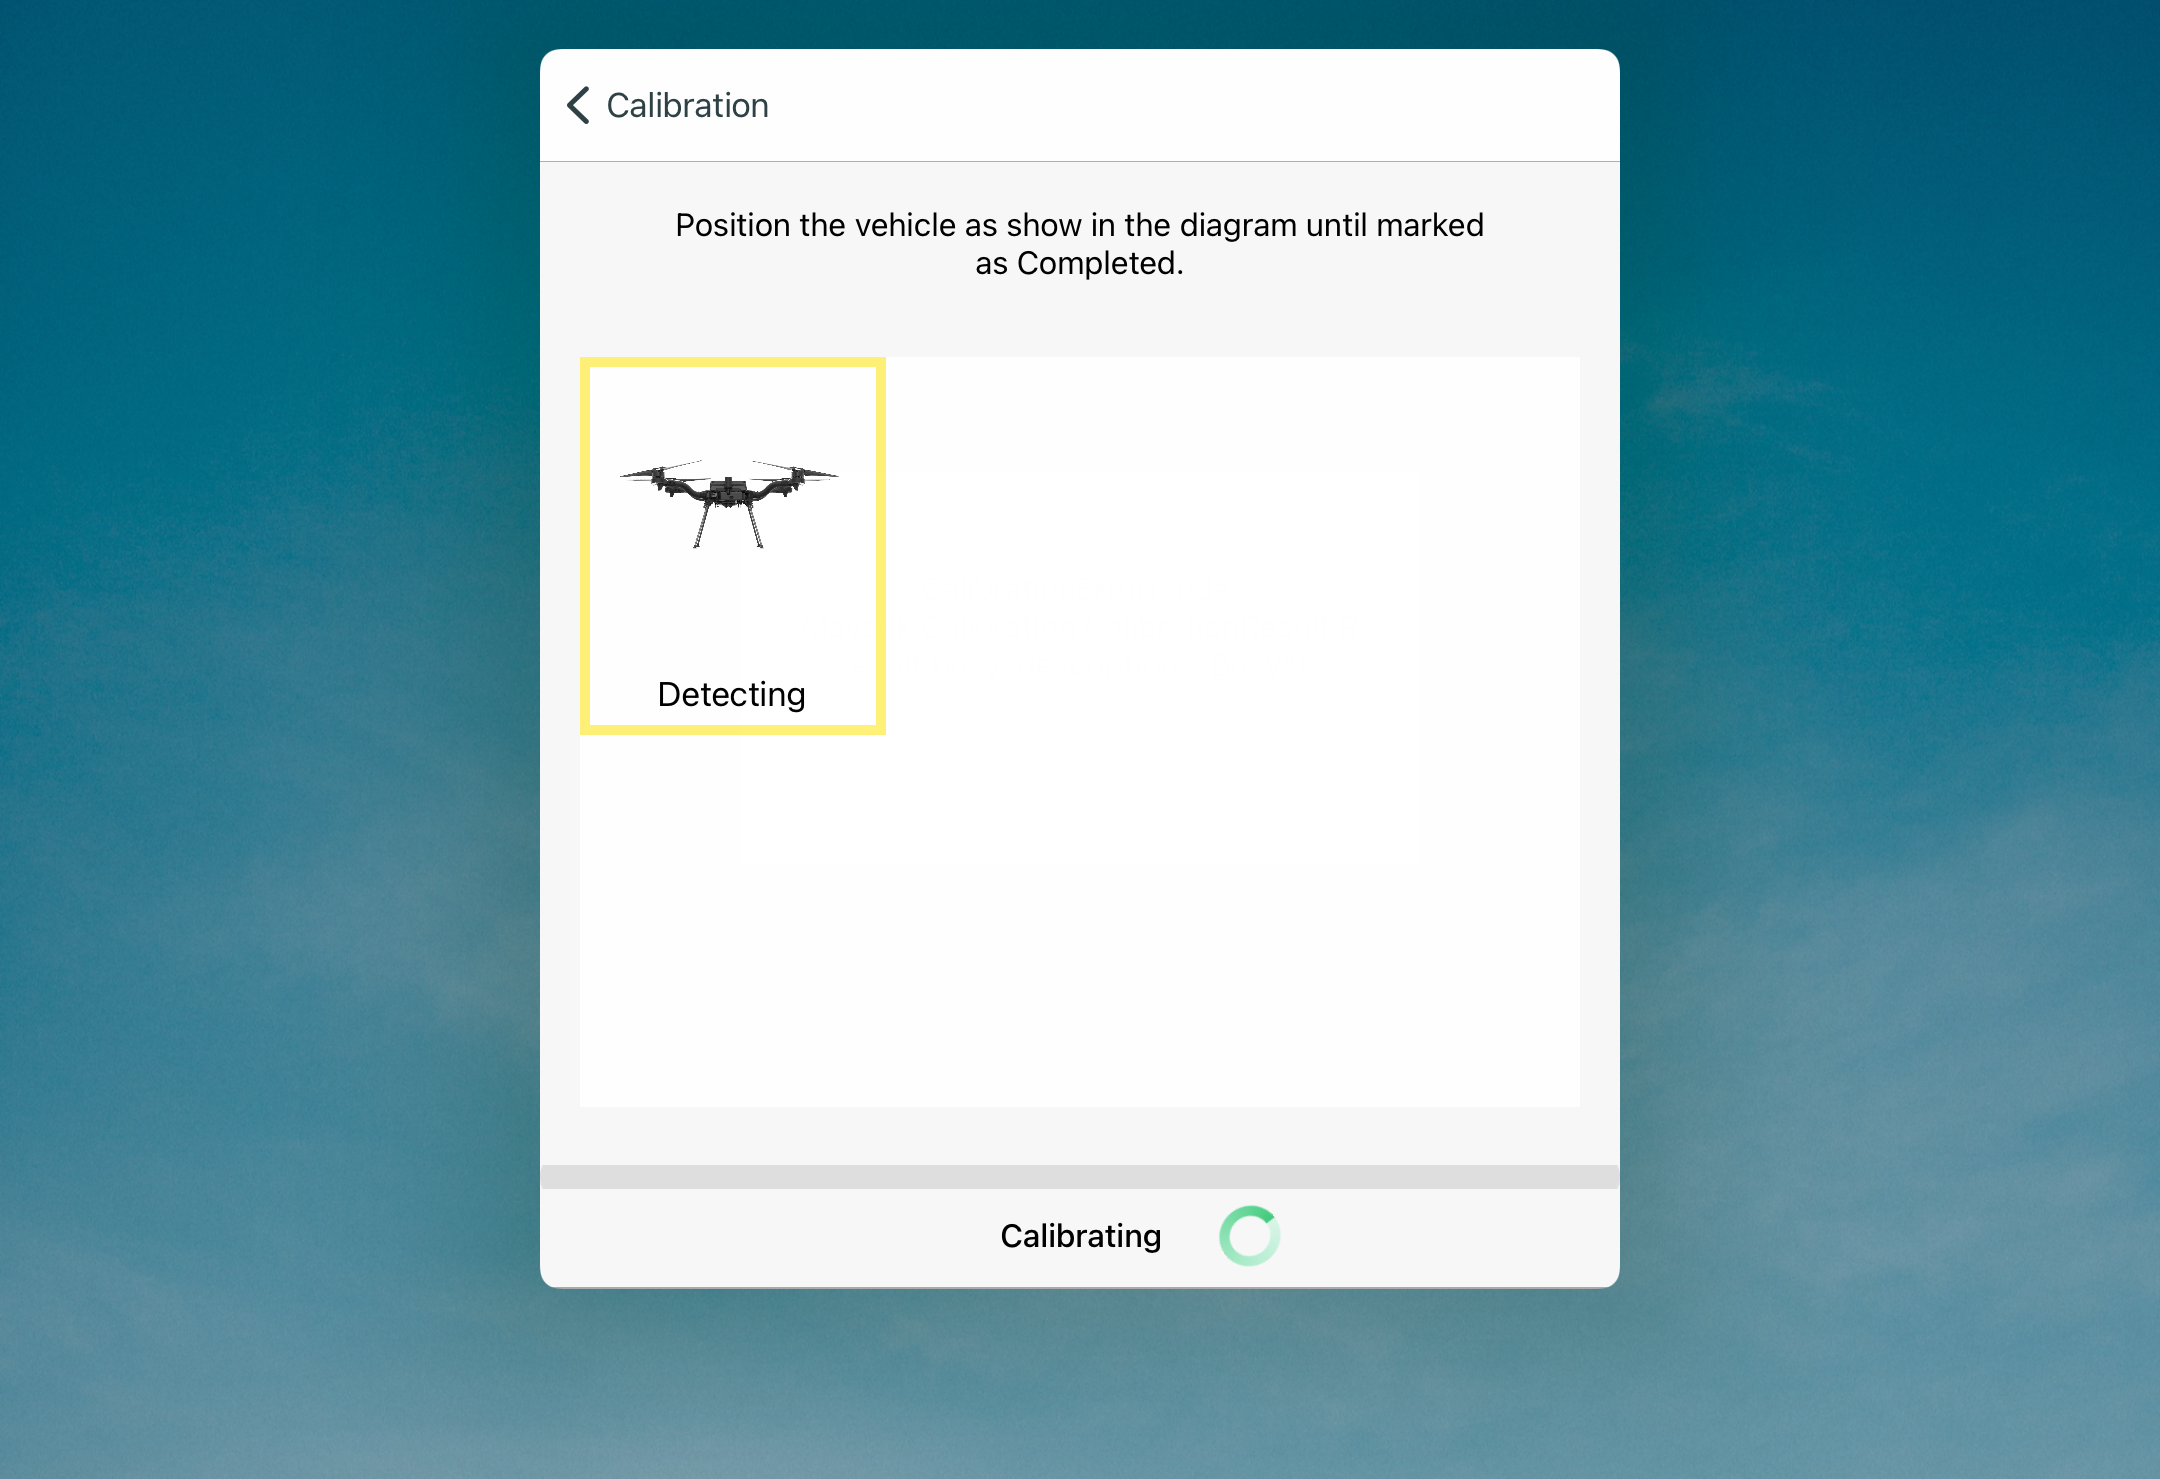 Calibration
Position the vehicle as show in the diagram until marked
as Completed.
Detecting
Calibrating